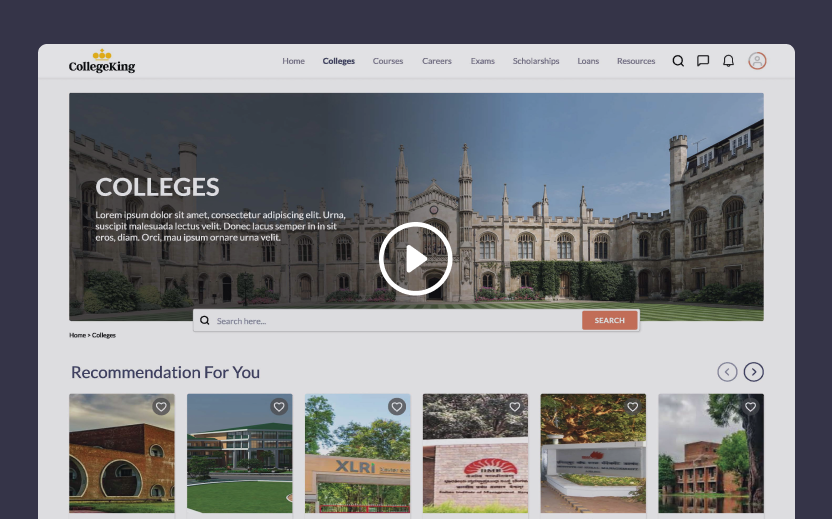 CollegeKing
Home Colleges Courses Careers Exams Scholarships Loans Resources
COLLEGES
Lorem ipsum dolor sit amet, consectetur adipiscing elit. Urna,
suscipit malesuada lectus velit. Donec lacus semper in in sit
eros, diam. Orci, mau ipsum ornare urna velit.
Search here...
SEARCH
Home > Colleges
Recommendation For You
XLRI